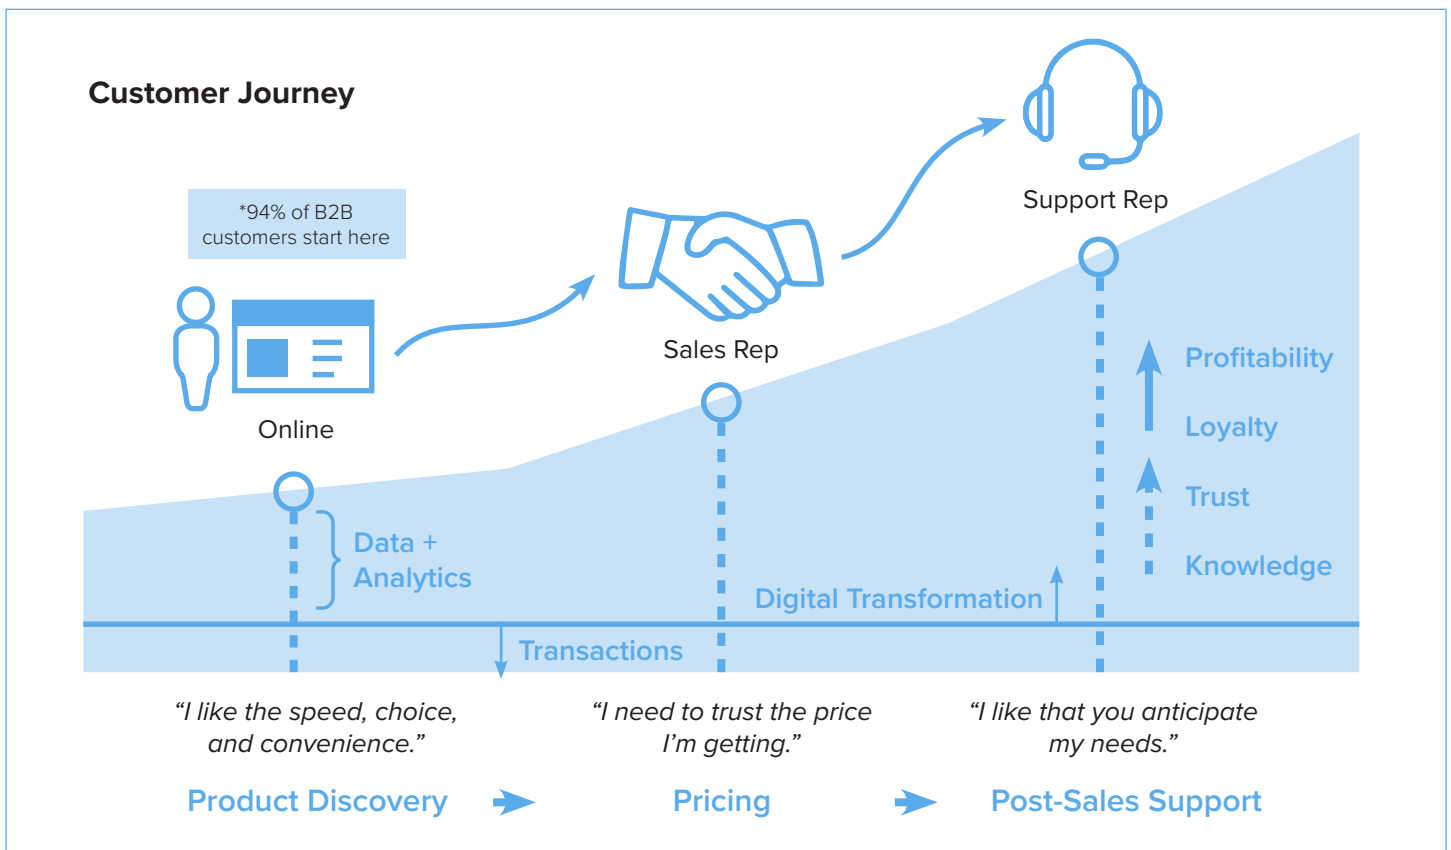 Customer Journey
*94% of B2B
customers start here
Online
Sales Rep
Support Rep
Data +
Analytics
Transactions
Digital Transformation
Profitability
Loyalty
Trust
Knowledge
“I like the speed, choice,
and convenience.”
“I need to trust the price
I’m getting.”
“I like that you anticipate
my needs.”
Product Discovery
Pricing
Post-Sales Support